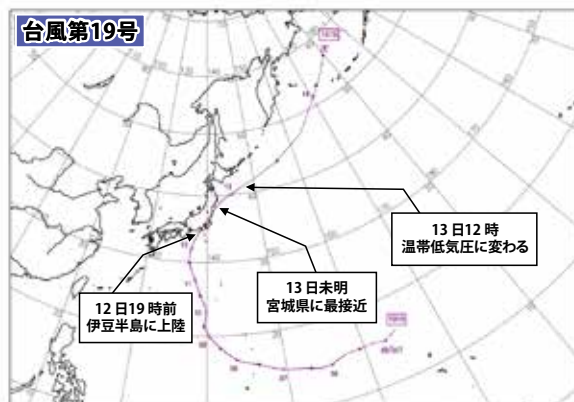 台風第19号
13日12時
温帯低気圧に変わる
13日未明
宮城県に最接近
12日19時前
伊豆半島に上陸